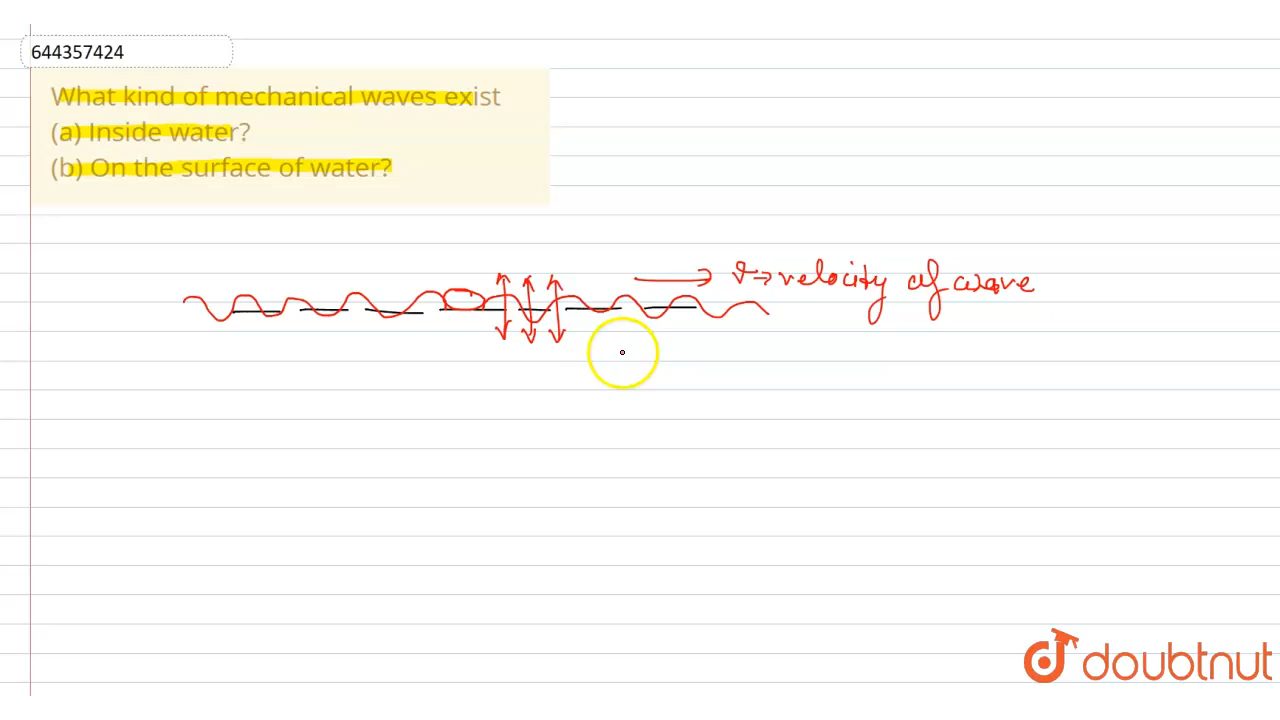 644357424
What kind of mechanical waves exist
(a) Inside water?
(b) On the surface of water?
v → velocity of wave
doubtnut